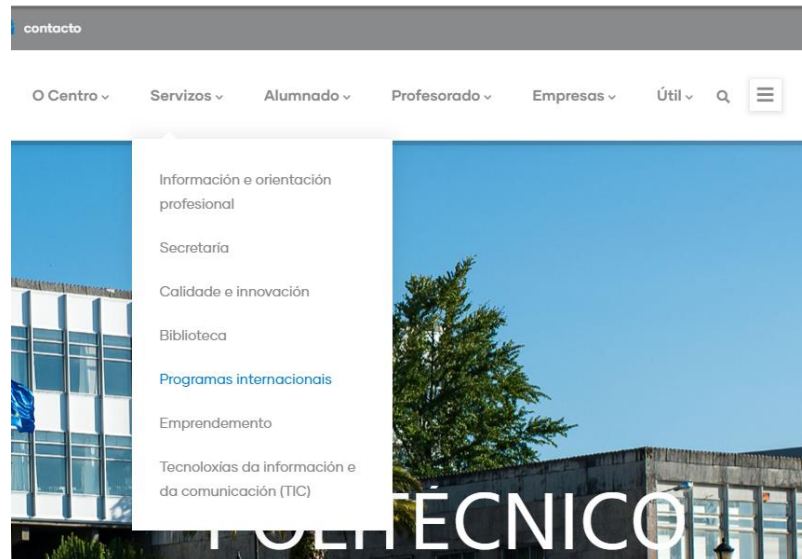 contacto
O Centro Servizos Alumnado Profesorado Empresas Útil
Información e orientación
profesional
Secretaría
Calidade e innovación
Biblioteca
Programas internacionais
Emprendemento
Tecnoloxías da información e
da comunicación (TIC)
POLITÉCNICO